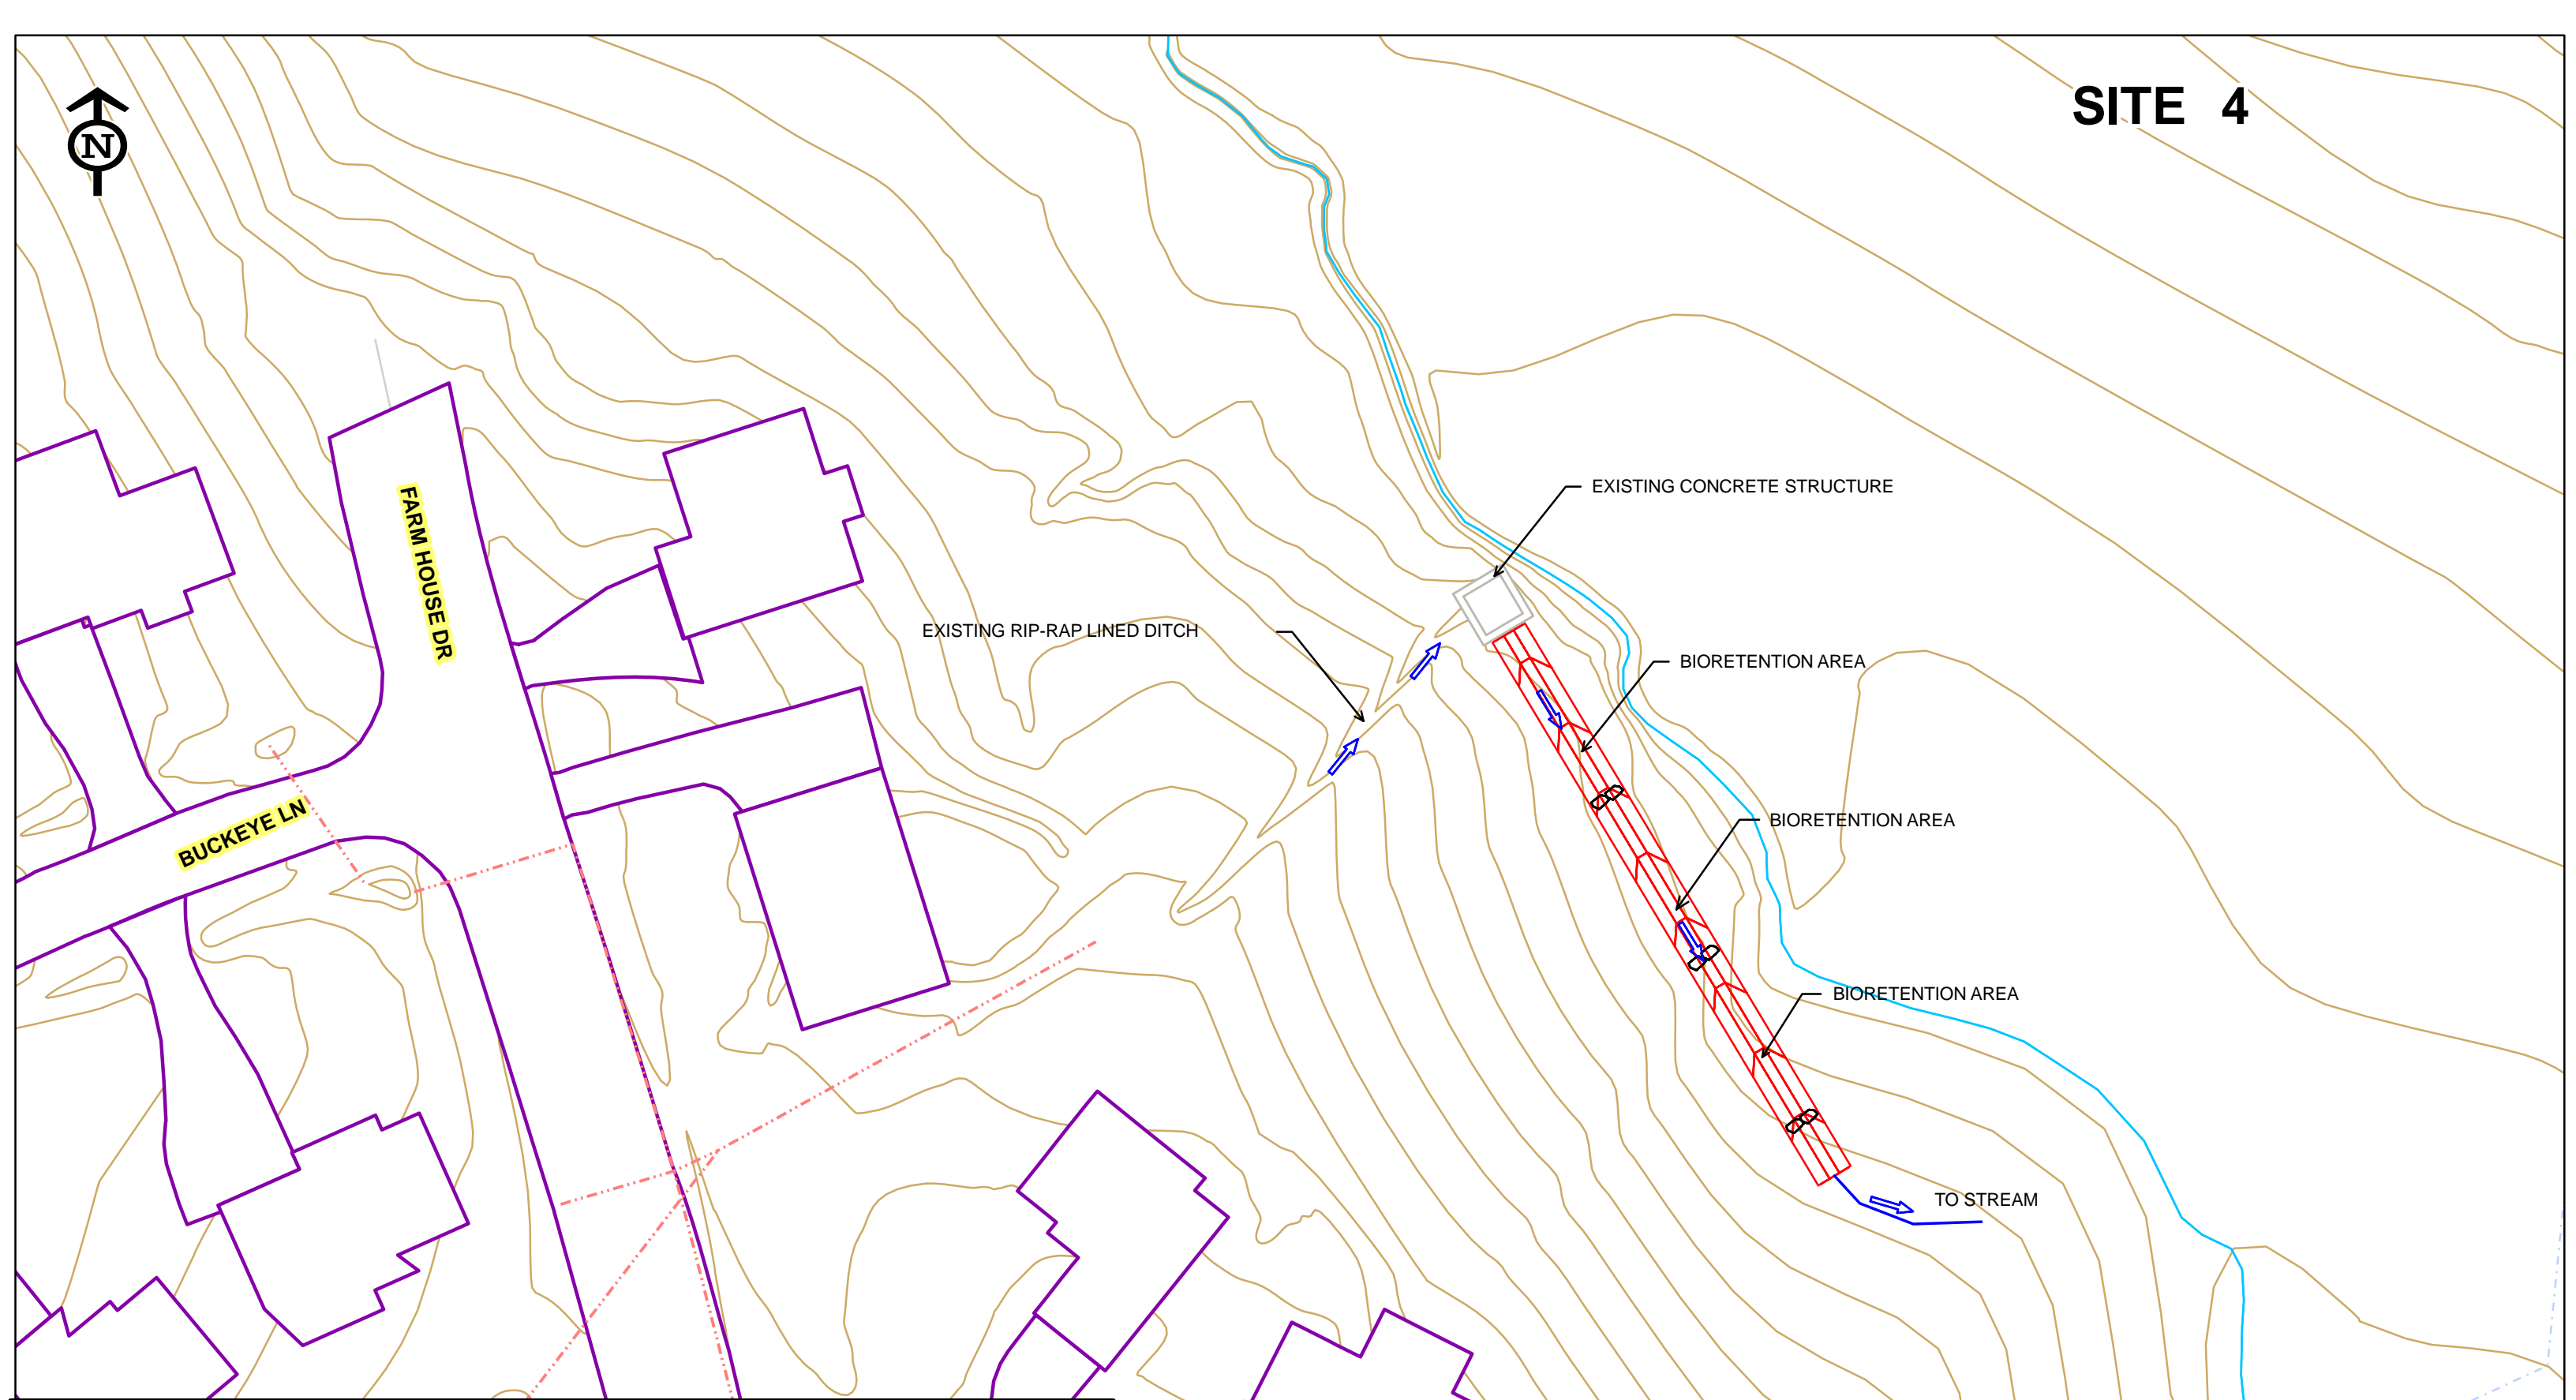 SITE 4
N
EXISTING CONCRETE STRUCTURE
FARM HOUSE DR
EXISTING RIP-RAP LINED DITCH
BIORETENTION AREA
BUCKEYE LN
BIORETENTION AREA
BIORETENTION AREA
TO STREAM